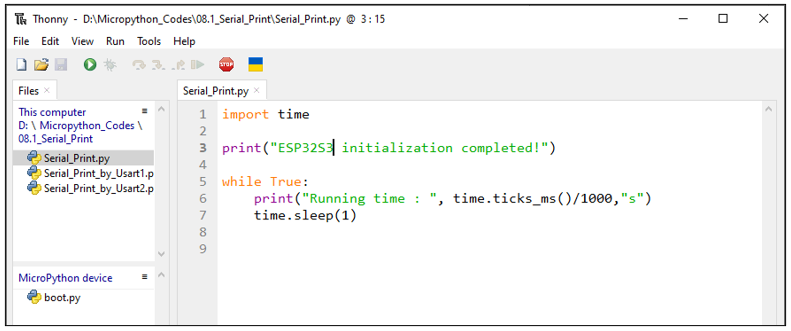 Thonny - D:\Micropython_Codes\08.1_Serial_Print\Serial_Print.py @ 3 : 15
File Edit View Run Tools Help
STOP
Files
This computer
D: \ Micropython_Codes \
08.1_Serial_Print
Serial_Print.py
Serial_Print_by_Usart1.p
Serial_Print_by_Usart2.p
MicroPython device
boot.py
Serial_Print.py
1 import time
2
3 print("ESP32S3 initialization completed!")
4
5 while True:
6 print("Running time : ", time.ticks_ms()/1000,"s")
7 time.sleep(1)
8
9